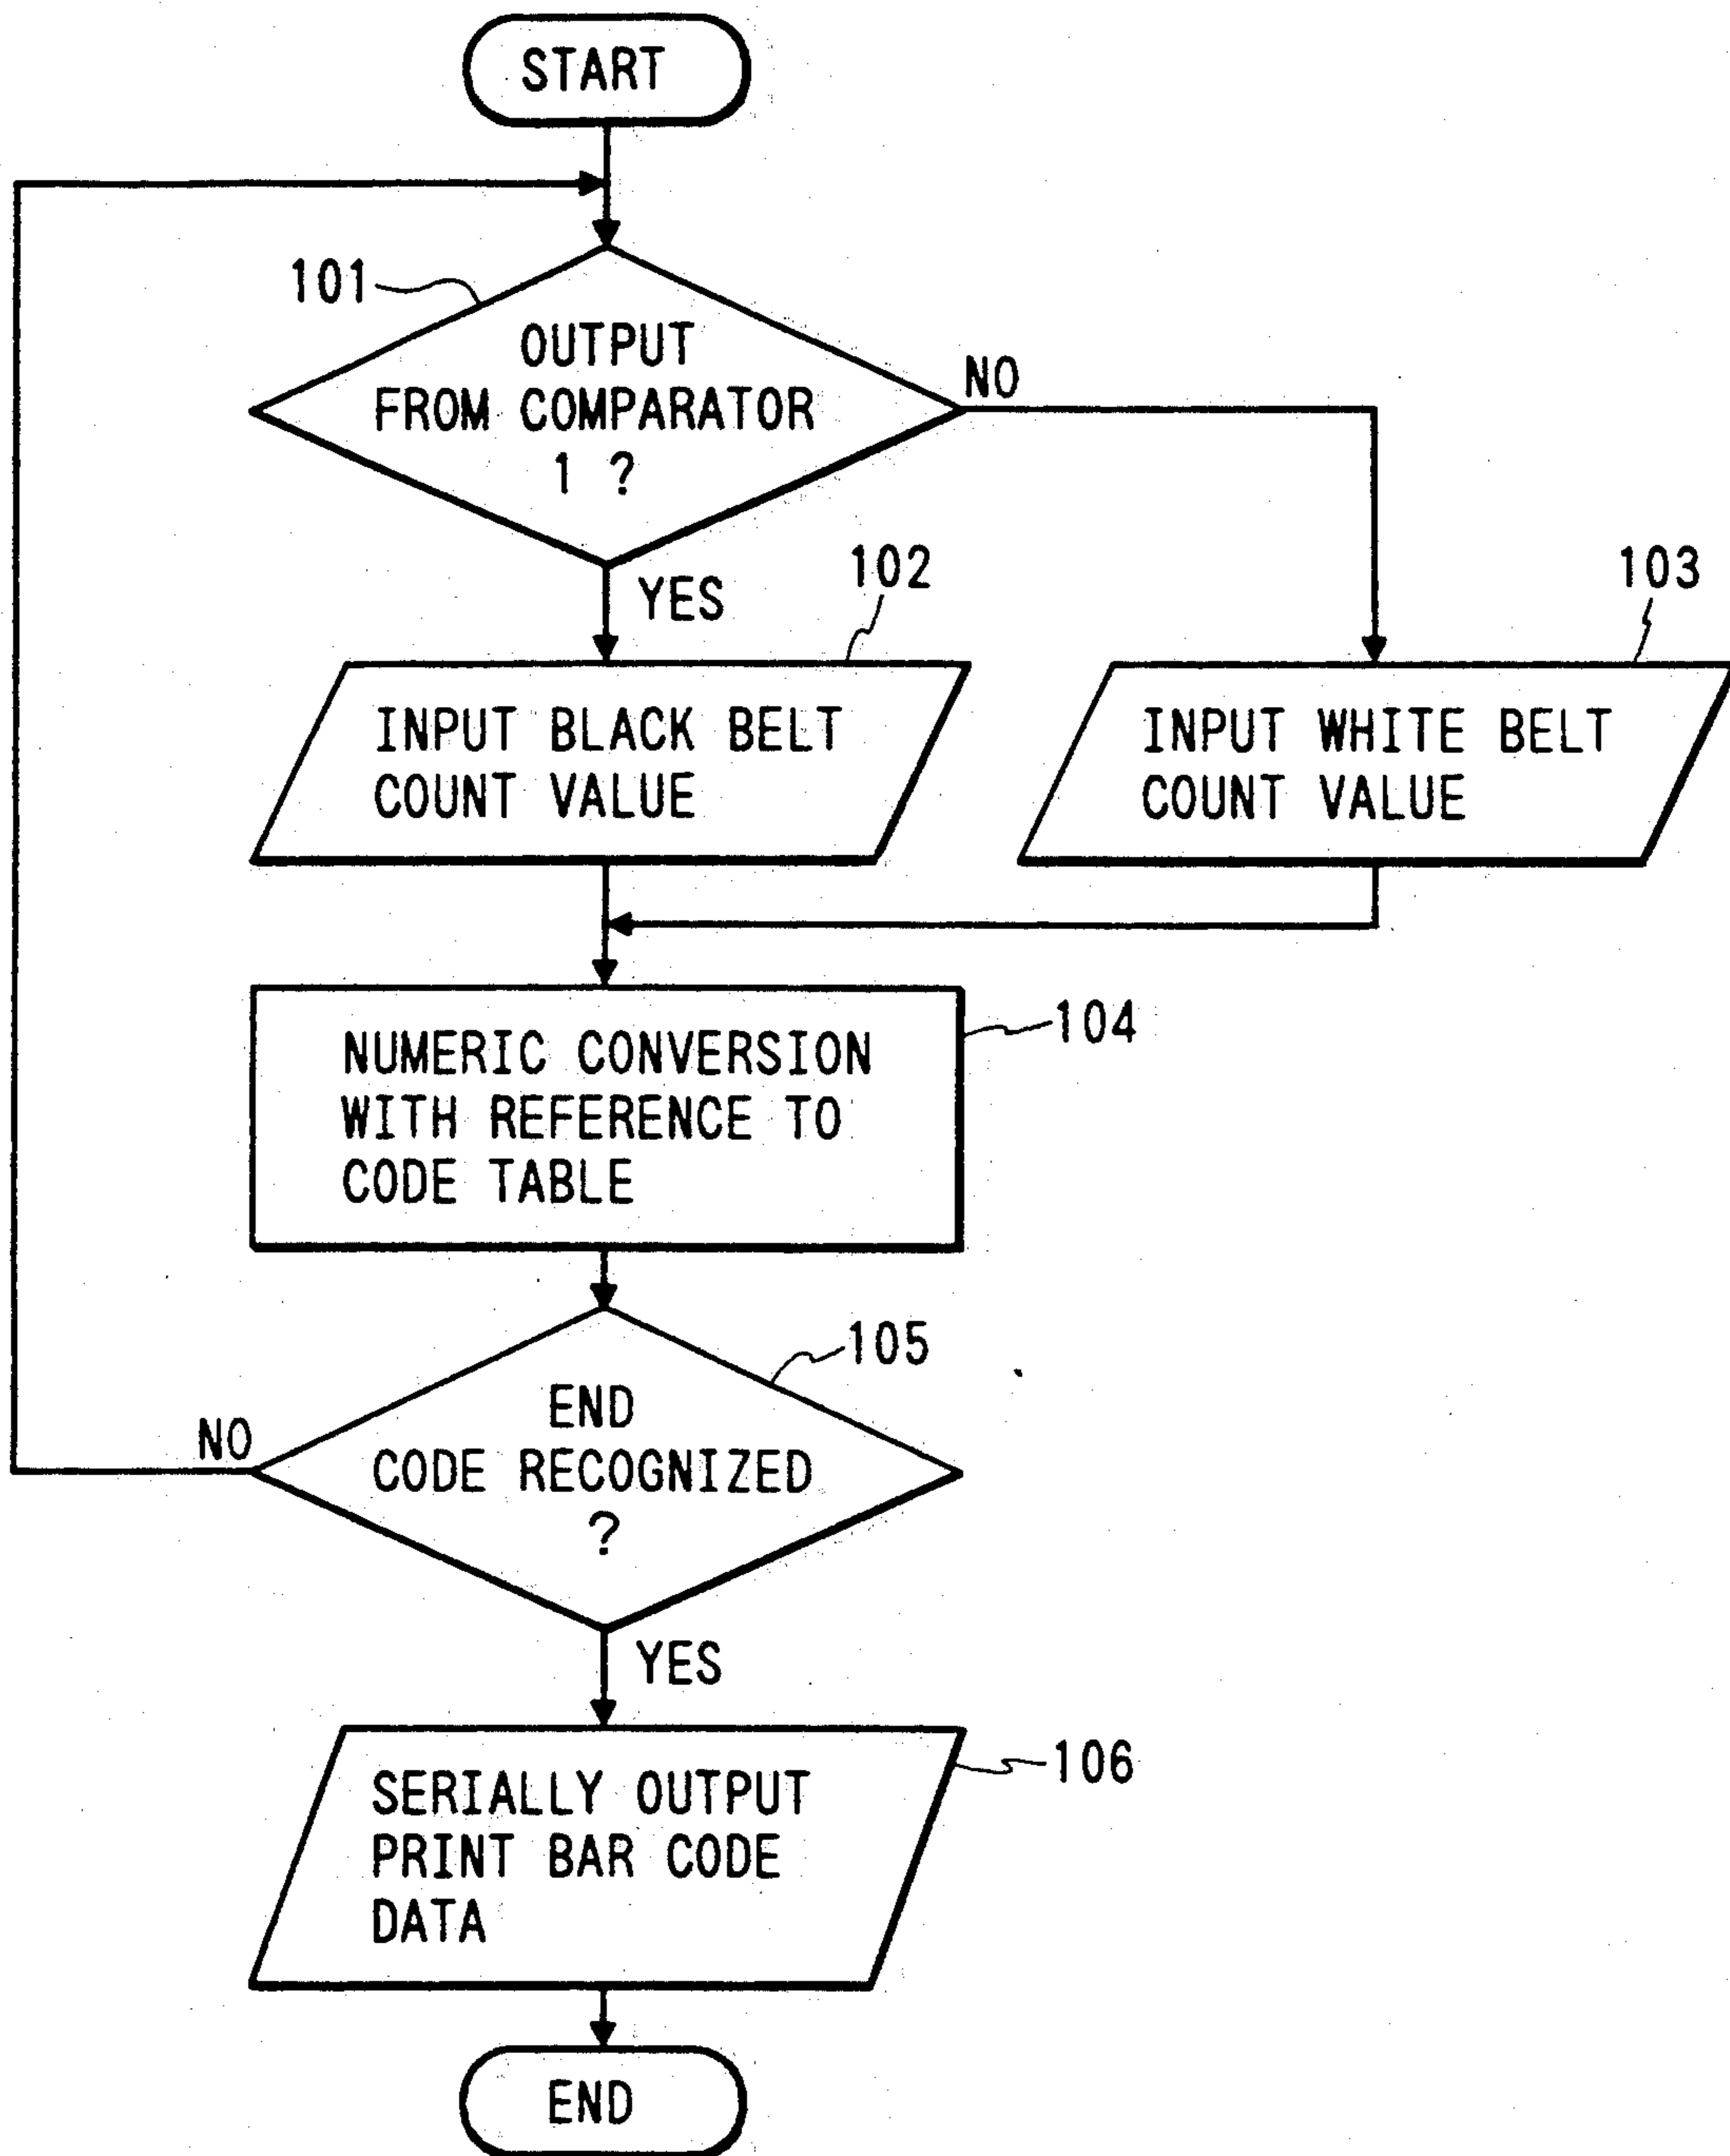 START
101
OUTPUT
FROM COMPARATOR
1 ?
NO
YES
102
103
INPUT BLACK BELT
COUNT VALUE
INPUT WHITE BELT
COUNT VALUE
NUMERIC CONVERSION
WITH REFERENCE TO
CODE TABLE
104
105
END
CODE RECOGNIZED
?
NO
YES
SERIALLY OUTPUT
PRINT BAR CODE
DATA
106
END